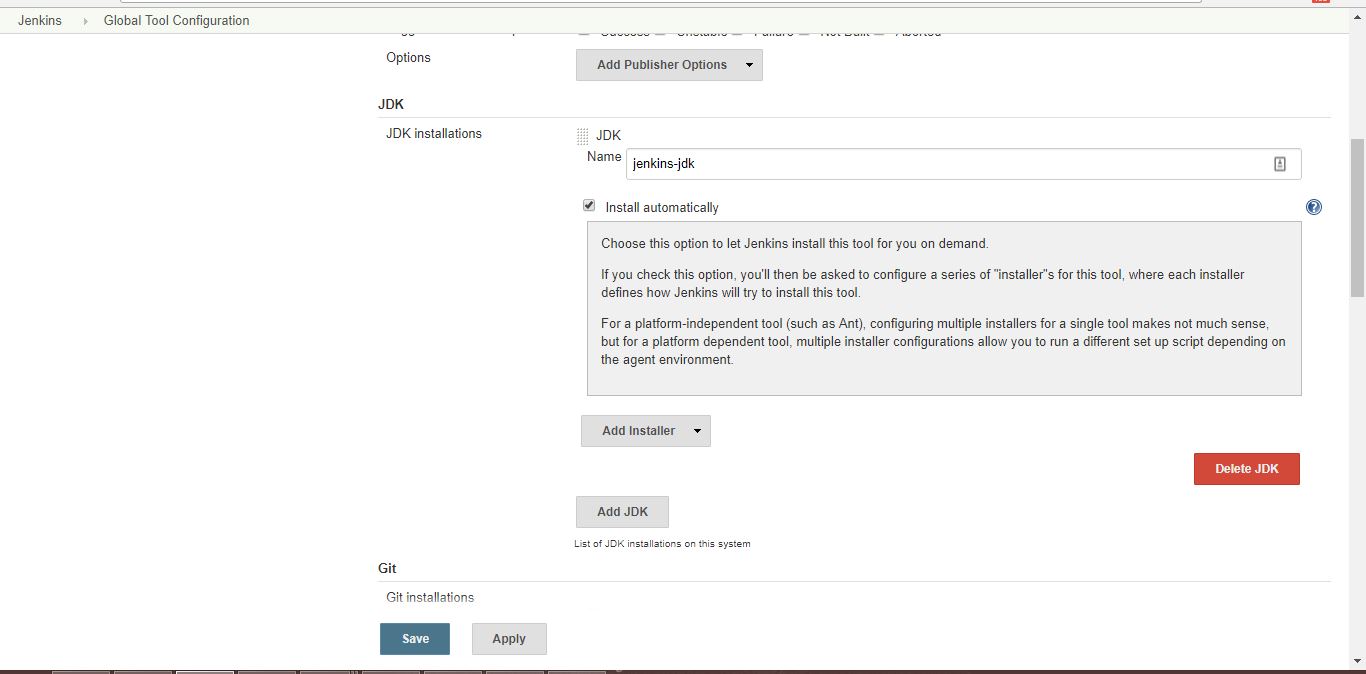 Jenkins Global Tool Configuration
Success Unstable Failure Not Built Aborted
Options Add Publisher Options
JDK
JDK installations JDK
Name jenkins-jdk
Install automatically
Choose this option to let Jenkins install this tool for you on demand.
If you check this option, you'll then be asked to configure a series of "installer"s for this tool, where each installer
defines how Jenkins will try to install this tool.
For a platform-independent tool (such as Ant), configuring multiple installers for a single tool makes not much sense,
but for a platform dependent tool, multiple installer configurations allow you to run a different set up script depending on
the agent environment.
Add Installer
Delete JDK
Add JDK
List of JDK installations on this system
Git
Git installations
Save Apply